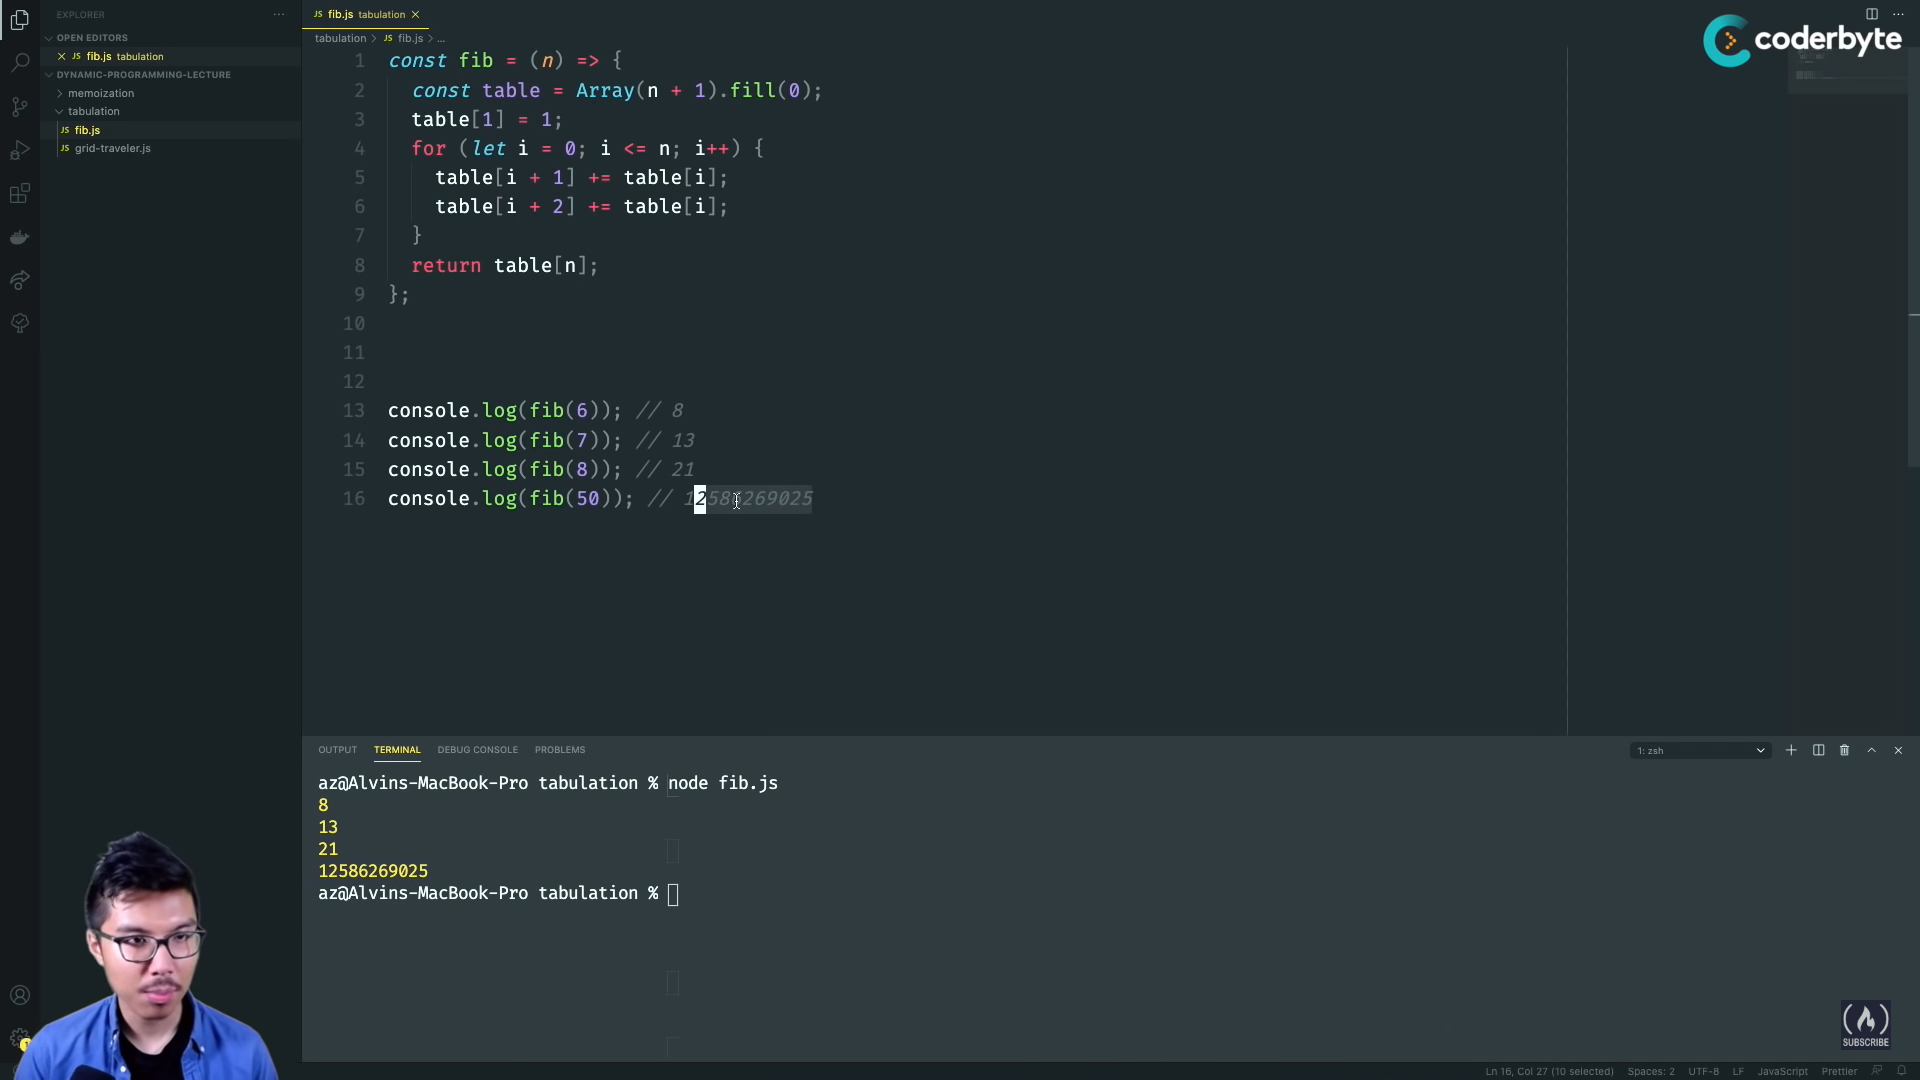 EXPLORER
OPEN EDITORS
JS fib.js tabulation
DYNAMIC-PROGRAMMING-LECTURE
memoization
tabulation
JS fib.js
JS grid-traveler.js
JS fib.js tabulation
tabulation > JS fib.js > ...
coderbyte
1 const fib = (n) => {
2 const table = Array(n + 1).fill(0);
3 table[1] = 1;
4 for (let i = 0; i <= n; i++) {
5 table[i + 1] += table[i];
6 table[i + 2] += table[i];
7 }
8 return table[n];
9 };
10
11
12
13 console.log(fib(6)); // 8
14 console.log(fib(7)); // 13
15 console.log(fib(8)); // 21
16 console.log(fib(50)); // 12586269025
OUTPUT TERMINAL DEBUG CONSOLE PROBLEMS
1: zsh
az@Alvins-MacBook-Pro tabulation % node fib.js
8
13
21
12586269025
az@Alvins-MacBook-Pro tabulation %
SUBSCRIBE
Ln 16, Col 27 (10 selected) Spaces: 2 UTF-8 LF JavaScript Prettier